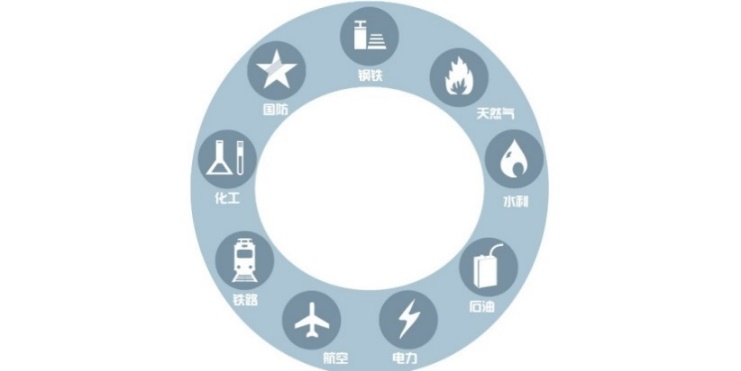 钢铁
天然气
水利
石油
电力
航空
铁路
化工
国防